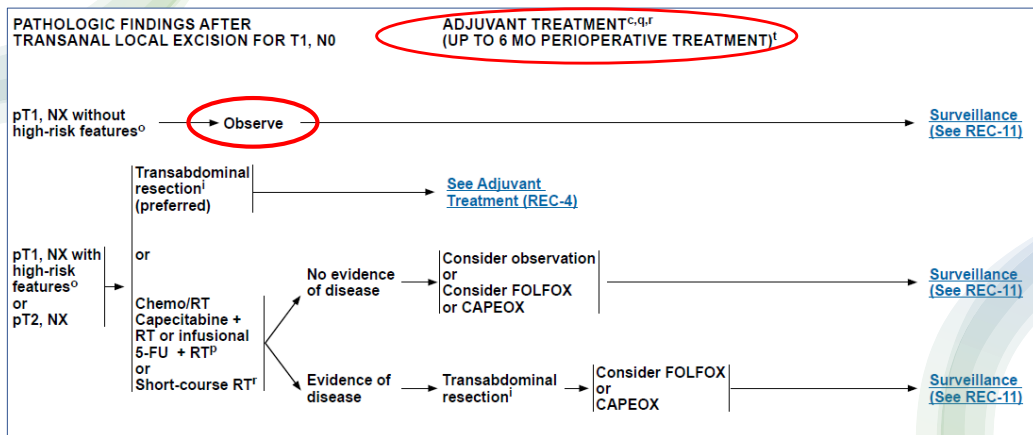 PATHOLOGIC FINDINGS AFTER
TRANSANAL LOCAL EXCISION FOR T1, N0
ADJUVANT TREATMENTc,q,r
(UP TO 6 MO PERIOPERATIVE TREATMENT)t
pT1, NX without
high-risk featureso
Observe
Surveillance
(See REC-11)
Transabdominal
resectioni
(preferred)
See Adjuvant
Treatment (REC-4)
pT1, NX with
high-risk
featureso
or
pT2, NX
or
Chemo/RT
Capecitabine +
RT or infusional
5-FU + RTp
or
Short-course RTr
No evidence
of disease
Consider observation
or
Consider FOLFOX
or CAPEOX
Surveillance
(See REC-11)
Evidence of
disease
Transabdominal
resectioni
Consider FOLFOX
or
CAPEOX
Surveillance
(See REC-11)